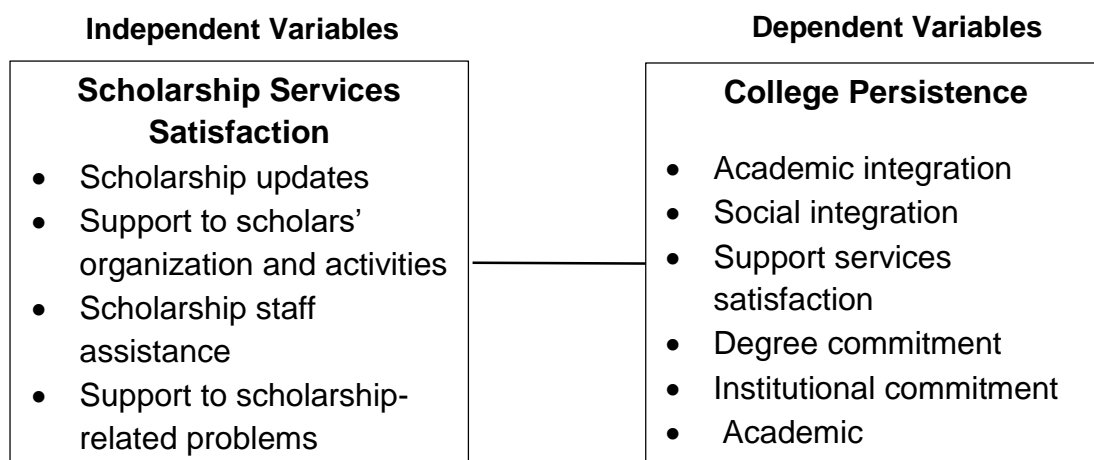 Independent Variables
Scholarship Services
Satisfaction
• Scholarship updates
• Support to scholars’
organization and activities
• Scholarship staff
assistance
• Support to scholarship-
related problems
Dependent Variables
College Persistence
• Academic integration
• Social integration
• Support services
satisfaction
• Degree commitment
• Institutional commitment
• Academic